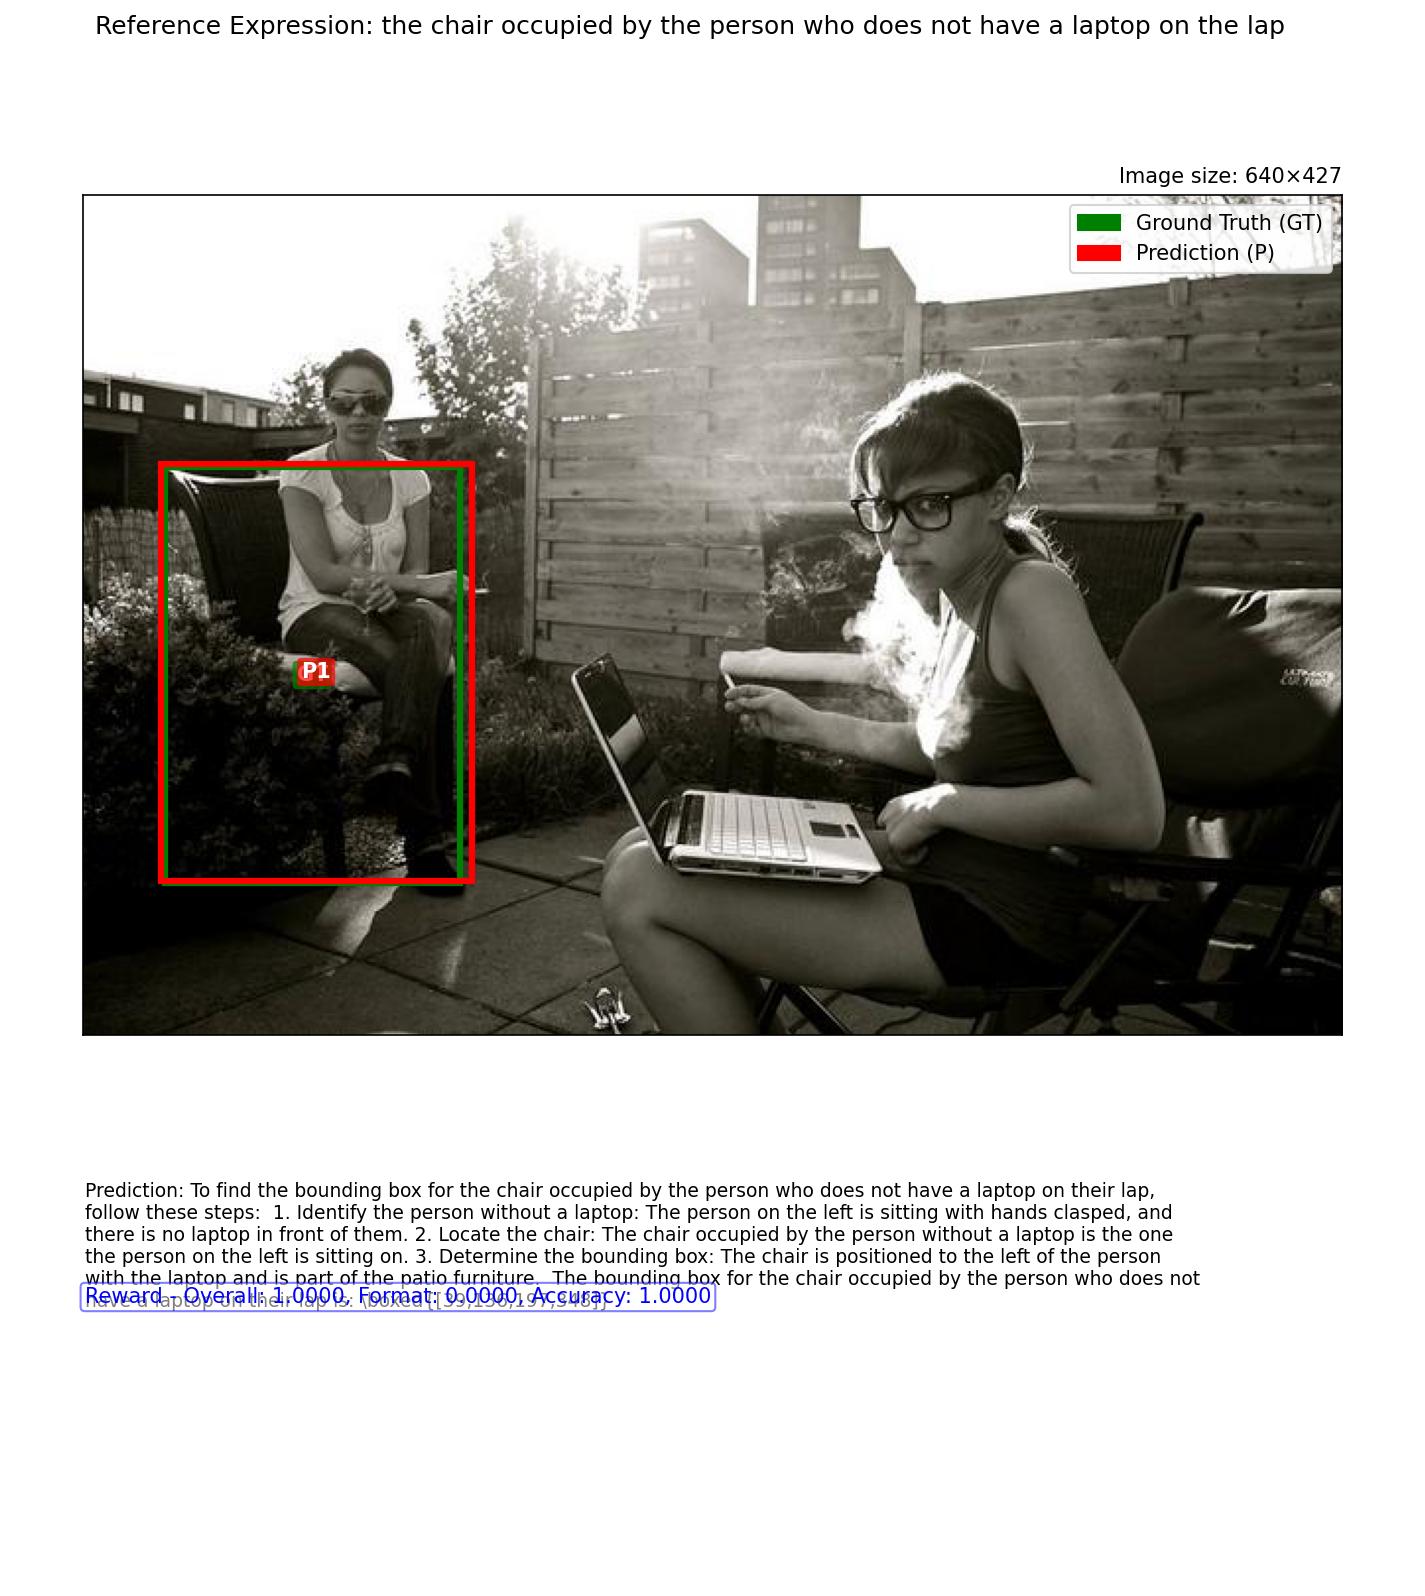 Reference Expression: the chair occupied by the person who does not have a laptop on the lap
Image size: 640×427
Ground Truth (GT)
Prediction (P)
P1
Prediction: To find the bounding box for the chair occupied by the person who does not have a laptop on their lap,
follow these steps:  1. Identify the person without a laptop: The person on the left is sitting with hands clasped, and
there is no laptop in front of them. 2. Locate the chair: The chair occupied by the person without a laptop is the one
the person on the left is sitting on. 3. Determine the bounding box: The chair is positioned to the left of the person
with the laptop and is part of the patio furniture.  The bounding box for the chair occupied by the person who does not
have a laptop on their lap is:
Reward - Overall: 1.0000, Format: 0.0000, Accuracy: 1.0000